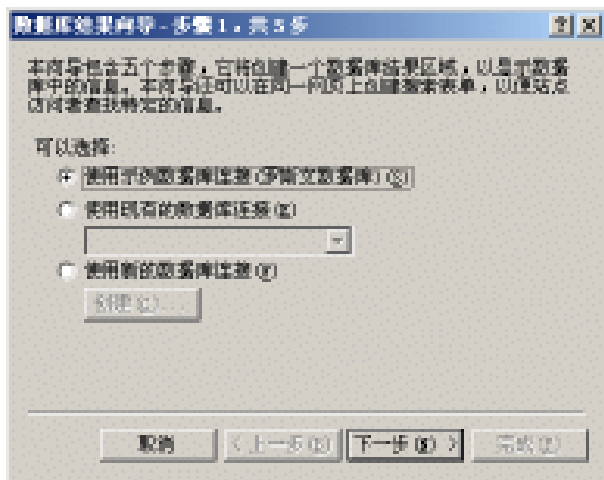 数据库效果向导 - 步骤 1，共 5 步
本向导包含五个步骤，它将创建一个数据库结果区域，以显示数据
库中的信息。本向导还可以在同一网页上创建搜索表单，以便站点
访问者查找特定的信息。
可以选择:
使用示例数据库连接(罗斯文数据库)(S)
使用现有的数据库连接(E)
使用新的数据库连接(Y)
创建(C)...
取消
< 上一步(B)
下一步(N) >
完成(F)